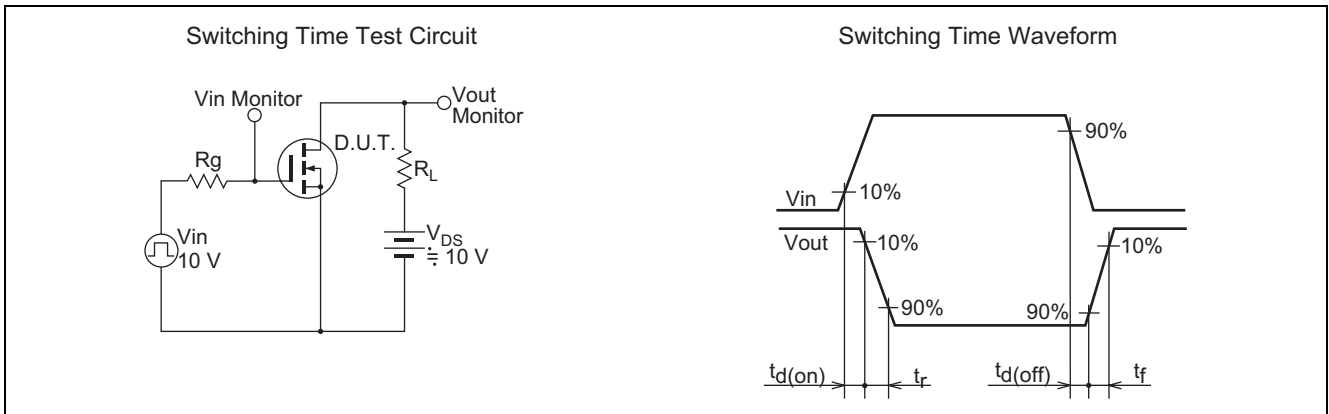 Switching Time Test Circuit
Vin Monitor
Vout
Monitor
D.U.T.
Rg
RL
Vin
10 V
VDS
≒ 10 V
Switching Time Waveform
90%
10%
Vin
Vout
10%
10%
90%
90%
td(on)
tr
td(off)
tf